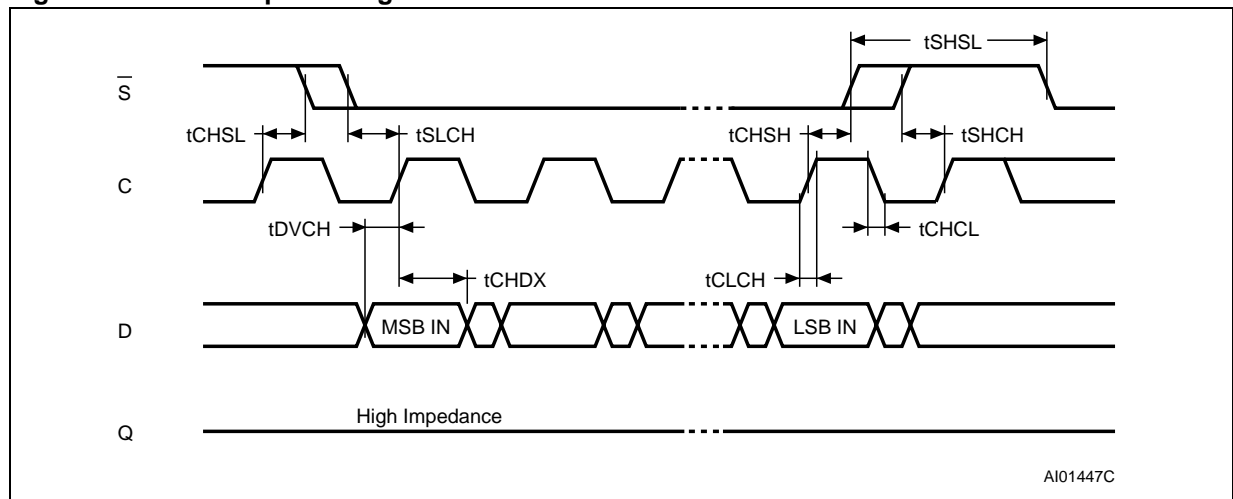 tSHSL
S̅
tCHSL tSLCH tCHSH tSHCH
C
tDVCH tCHCL
tCHDX tCLCH
D MSB IN LSB IN
High Impedance
Q
AI01447C